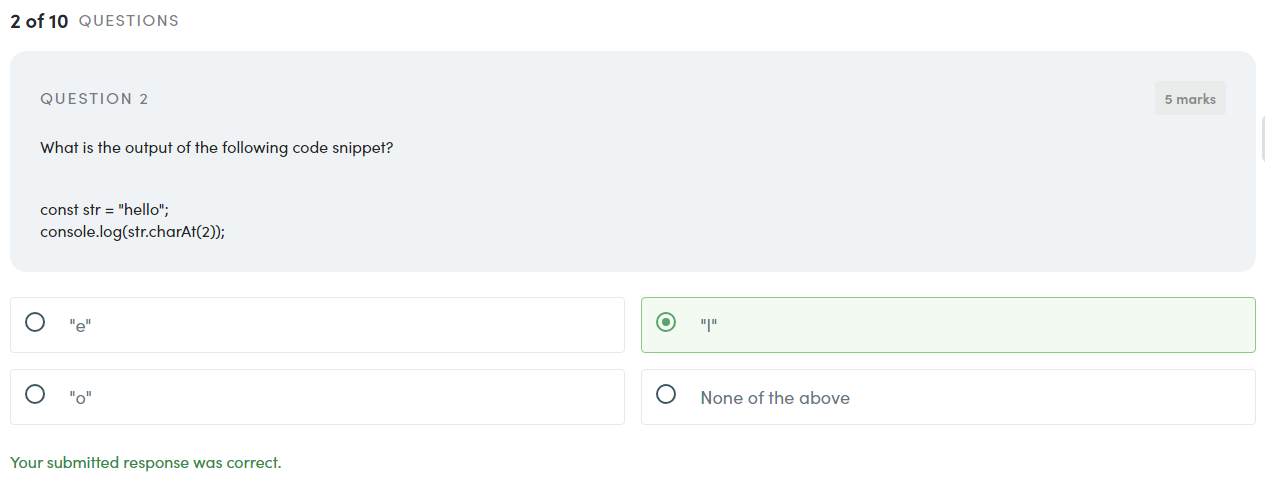 2 of 10 QUESTIONS
QUESTION 2
5 marks
What is the output of the following code snippet?
const str = "hello";
console.log(str.charAt(2));
"e"
"l"
"o"
None of the above
Your submitted response was correct.